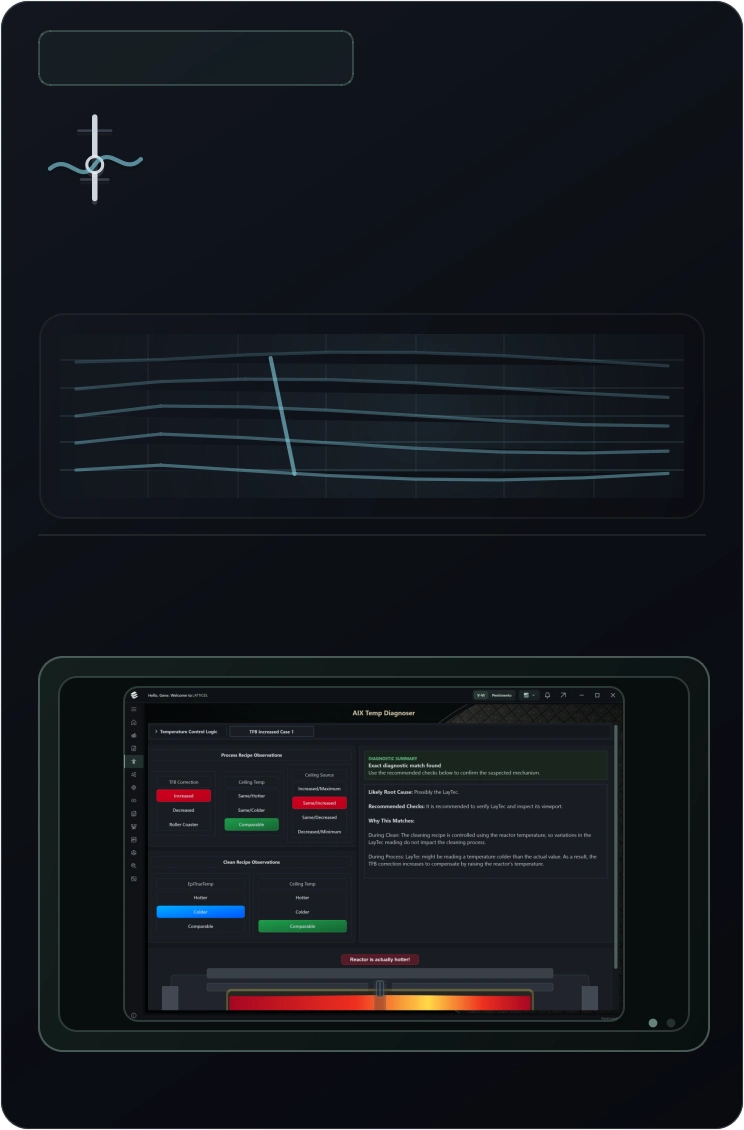 Hello, Gene. Welcome to LATTICES.
Pentiments
AIX Temp Diagnoser
Temperature Control Logic
TFB Increased Case 1
Process Recipe Observations
TFB Correction
Increased
Decreased
Roller Coaster
Ceiling Temp
Same/Hotter
Same/Colder
Comparable
Ceiling Source
Increased/Maximum
Same/Increased
Same/Decreased
Decreased/Minimum
Clean Recipe Observations
EpiTrueTemp
Hotter
Colder
Comparable
Ceiling Temp
Hotter
Colder
Comparable
DIAGNOSTIC SUMMARY
Exact diagnostic match found
Use the recommended checks below to confirm the suspected mechanism.
Likely Root Cause: Provibly the LayTec.
Recommended Checks: It is recommended to verify LayTec and inspect its viewport.
Why This Matches:
During Clean: The cleaning recipe is controlled using the reactor temperature, so variations in the
LayTec reading do not impact the cleaning process.
During Process: LayTec might be reading a temperature colder than the actual value. As a result, the
TFB correction increases to compensate by raising the reactor's temperature.
Reactor is actually hotter!